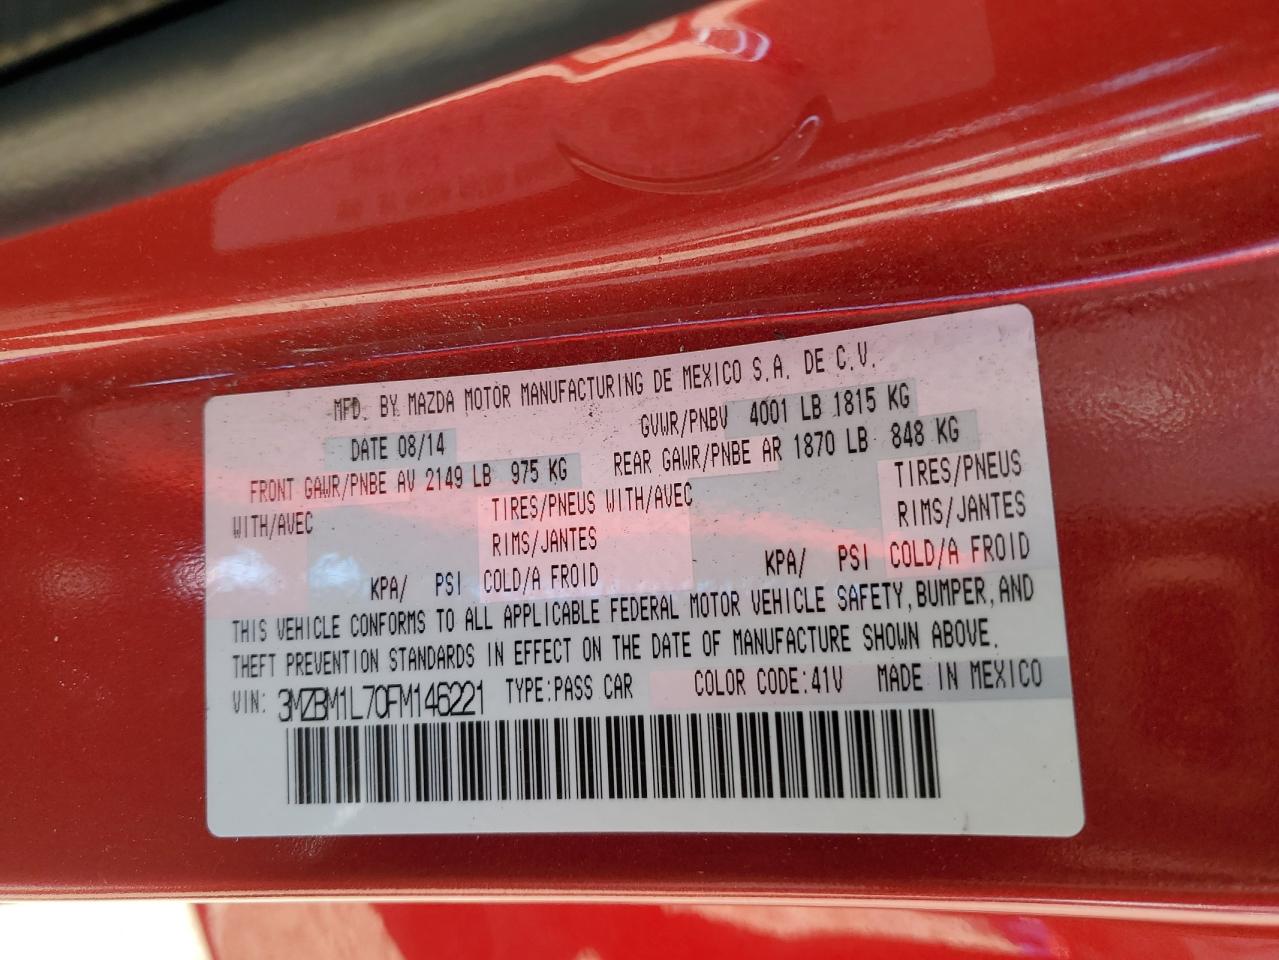 MFD. BY MAZDA MOTOR MANUFACTURING DE MEXICO S.A. DE C.V.
DATE 08/14 GVWR/PNBV 4001 LB 1815 KG
FRONT GAWR/PNBE AV 2149 LB 975 KG REAR GAWR/PNBE AR 1870 LB 848 KG
WITH/AVEC TIRES/PNEUS WITH/AVEC TIRES/PNEUS
RIMS/JANTES RIMS/JANTES
KPA/ PSI COLD/A FROID KPA/ PSI COLD/A FROID
THIS VEHICLE CONFORMS TO ALL APPLICABLE FEDERAL MOTOR VEHICLE SAFETY, BUMPER, AND
THEFT PREVENTION STANDARDS IN EFFECT ON THE DATE OF MANUFACTURE SHOWN ABOVE.
VIN: 3MZBM1L70FM146221 TYPE:PASS CAR COLOR CODE:41V MADE IN MEXICO